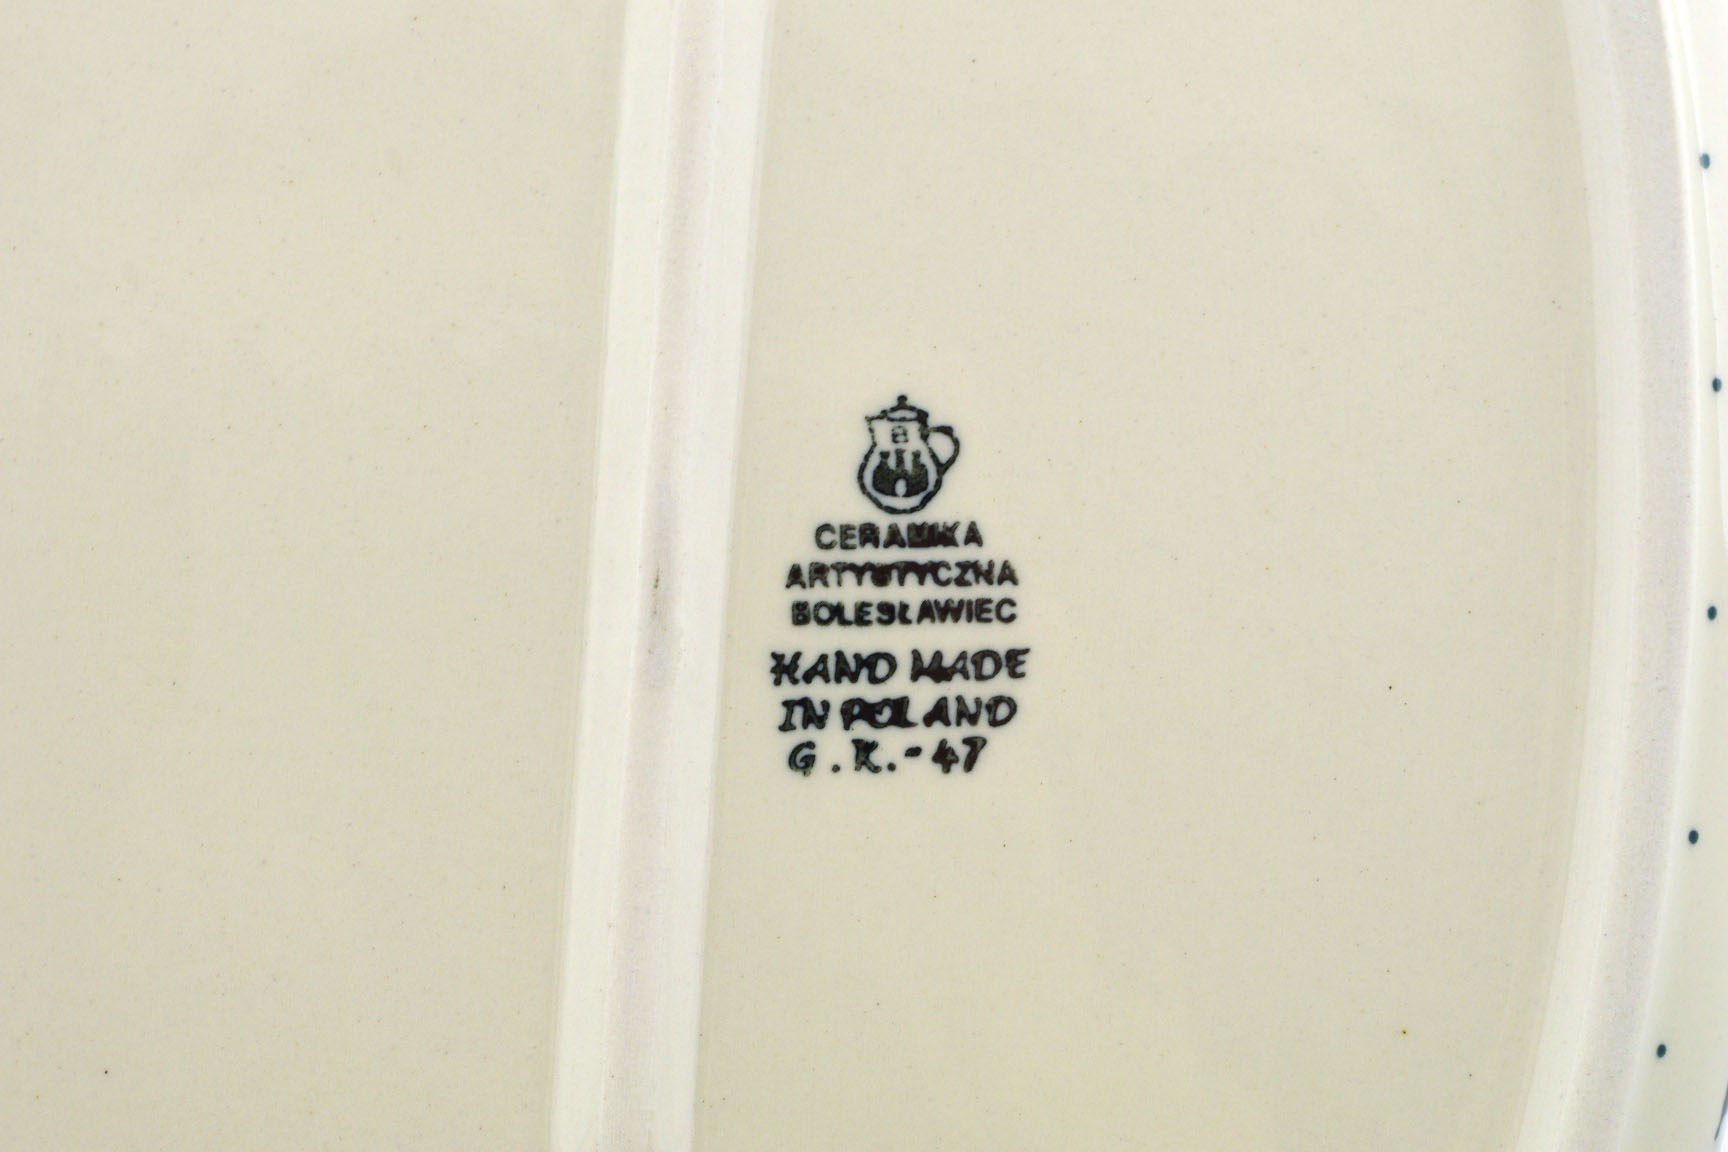 B
CERAMIKA
ARTYSTYCZNA
BOLESŁAWIEC
HAND MADE
IN POLAND
G.K.-47